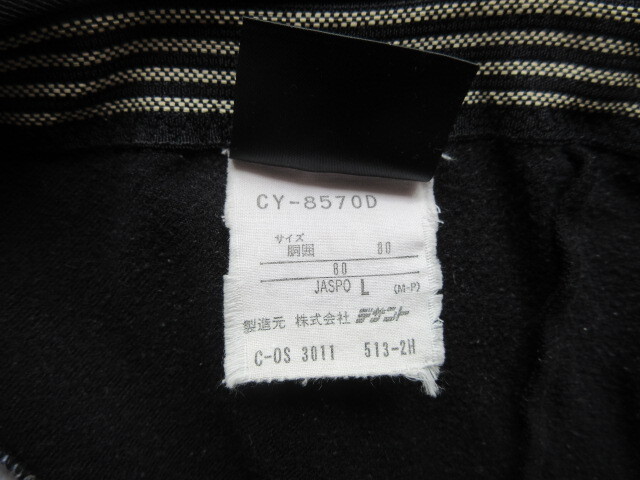 CY-8570D
サイズ
胴囲 80
80
JASPO L (M-P)
製造元 株式会社 デサント
C-OS 3011 513-2H